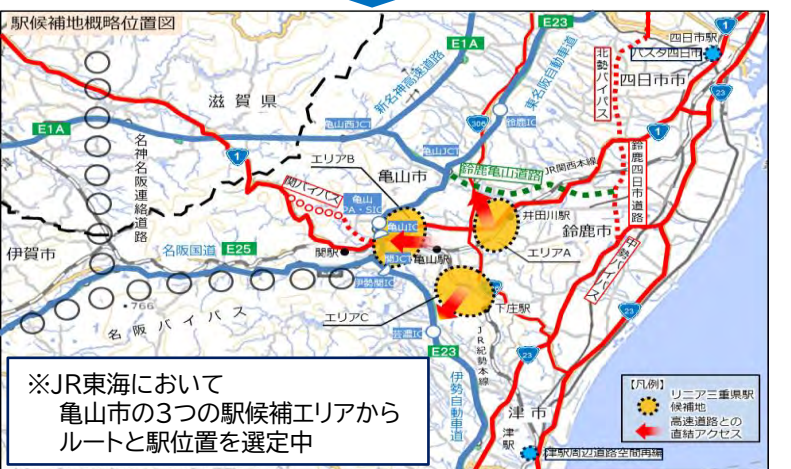 駅候補地概略位置図
E23
1
四日市駅
バスタ四日市
E1A
北勢バイパス
四日市市
23
新名神高速道路
東名阪自動車道
滋賀県
E1A
亀山西JCT
306
鈴鹿IC
1
名神名阪連絡道路
1
エリアB
亀山JCT
亀山市
鈴鹿亀山道路
JR関西本線
鈴鹿四日市道路
関バイパス
亀山
PA・SIC
亀山IC
井田川駅
鈴鹿市
伊賀市
名阪国道
E25
関駅
関JCT
亀山駅
エリアA
中勢バイパス
伊勢関IC
766
名阪バイパス
エリアC
下庄駅
芸濃IC
23
E23
JR紀勢本線
23
伊勢自動車道
津市
津駅
津駅周辺道路空間再編
※JR東海において
亀山市の3つの駅候補エリアから
ルートと駅位置を選定中
【凡例】
リニア三重県駅
候補地
高速道路との
直結アクセス